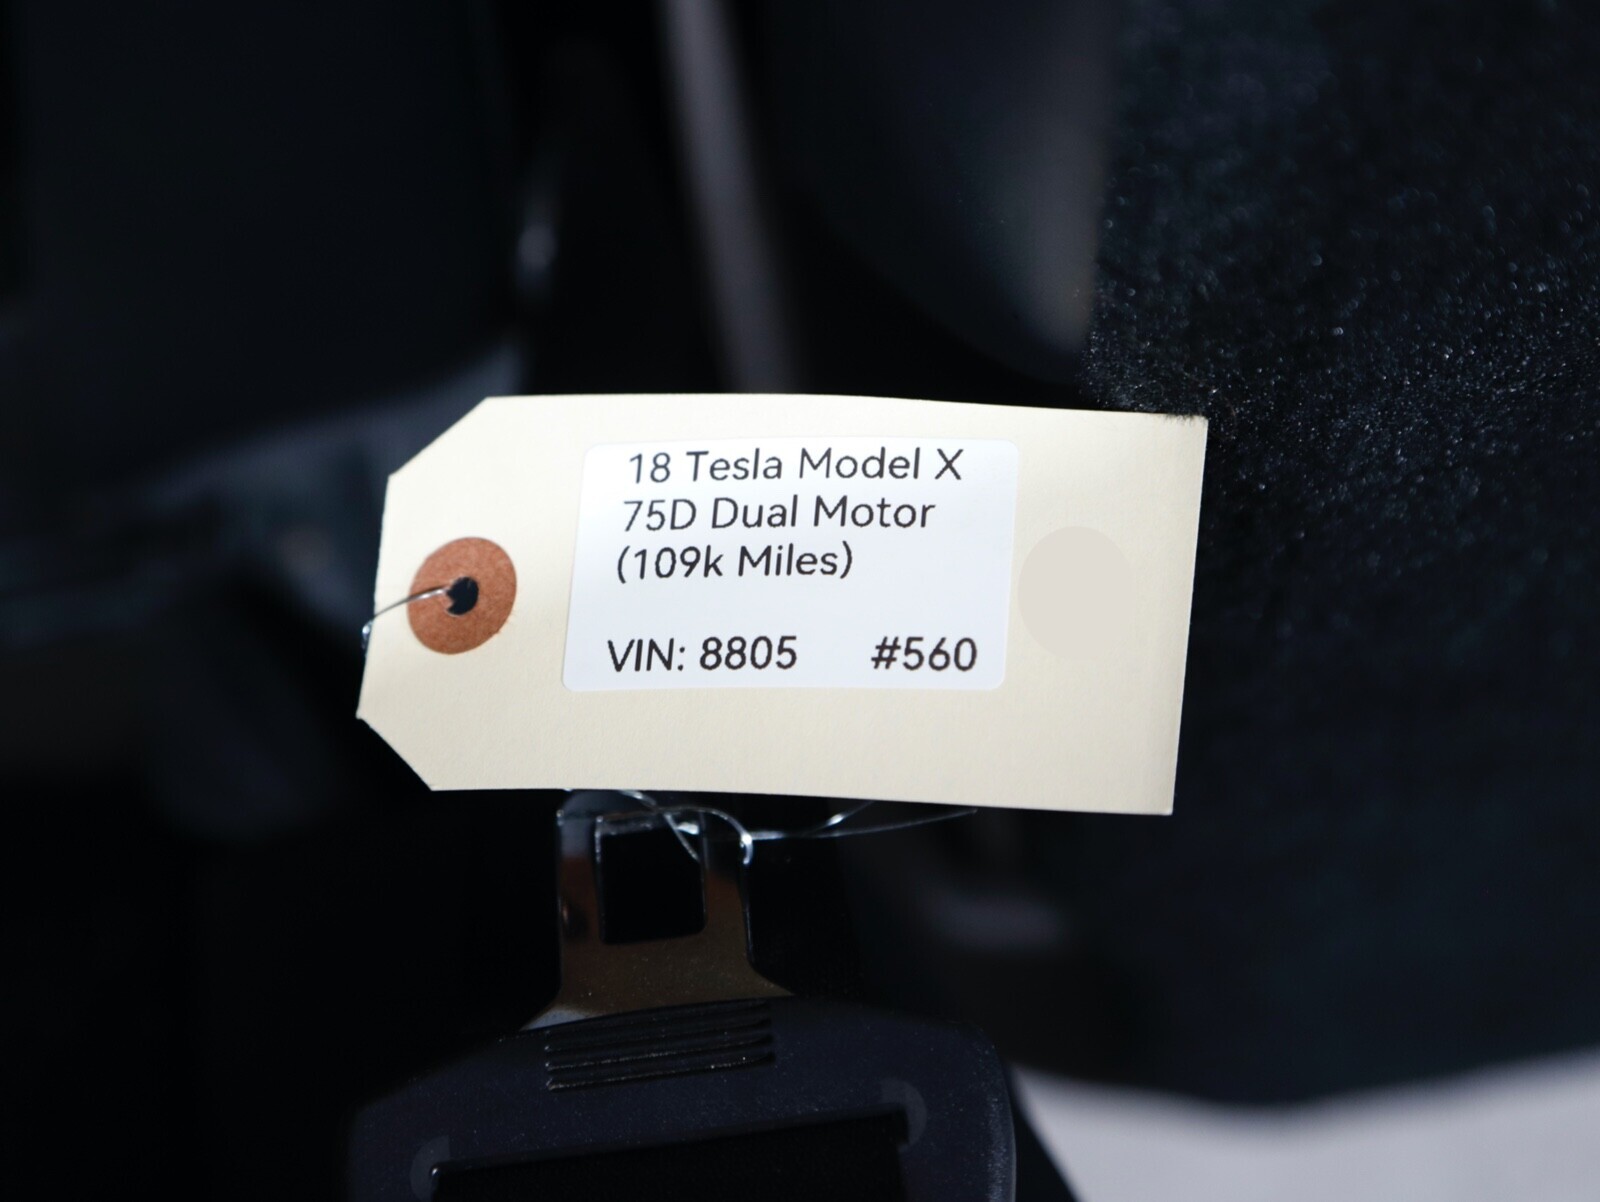 18 Tesla Model X
75D Dual Motor
(109k Miles)
VIN: 8805 #560